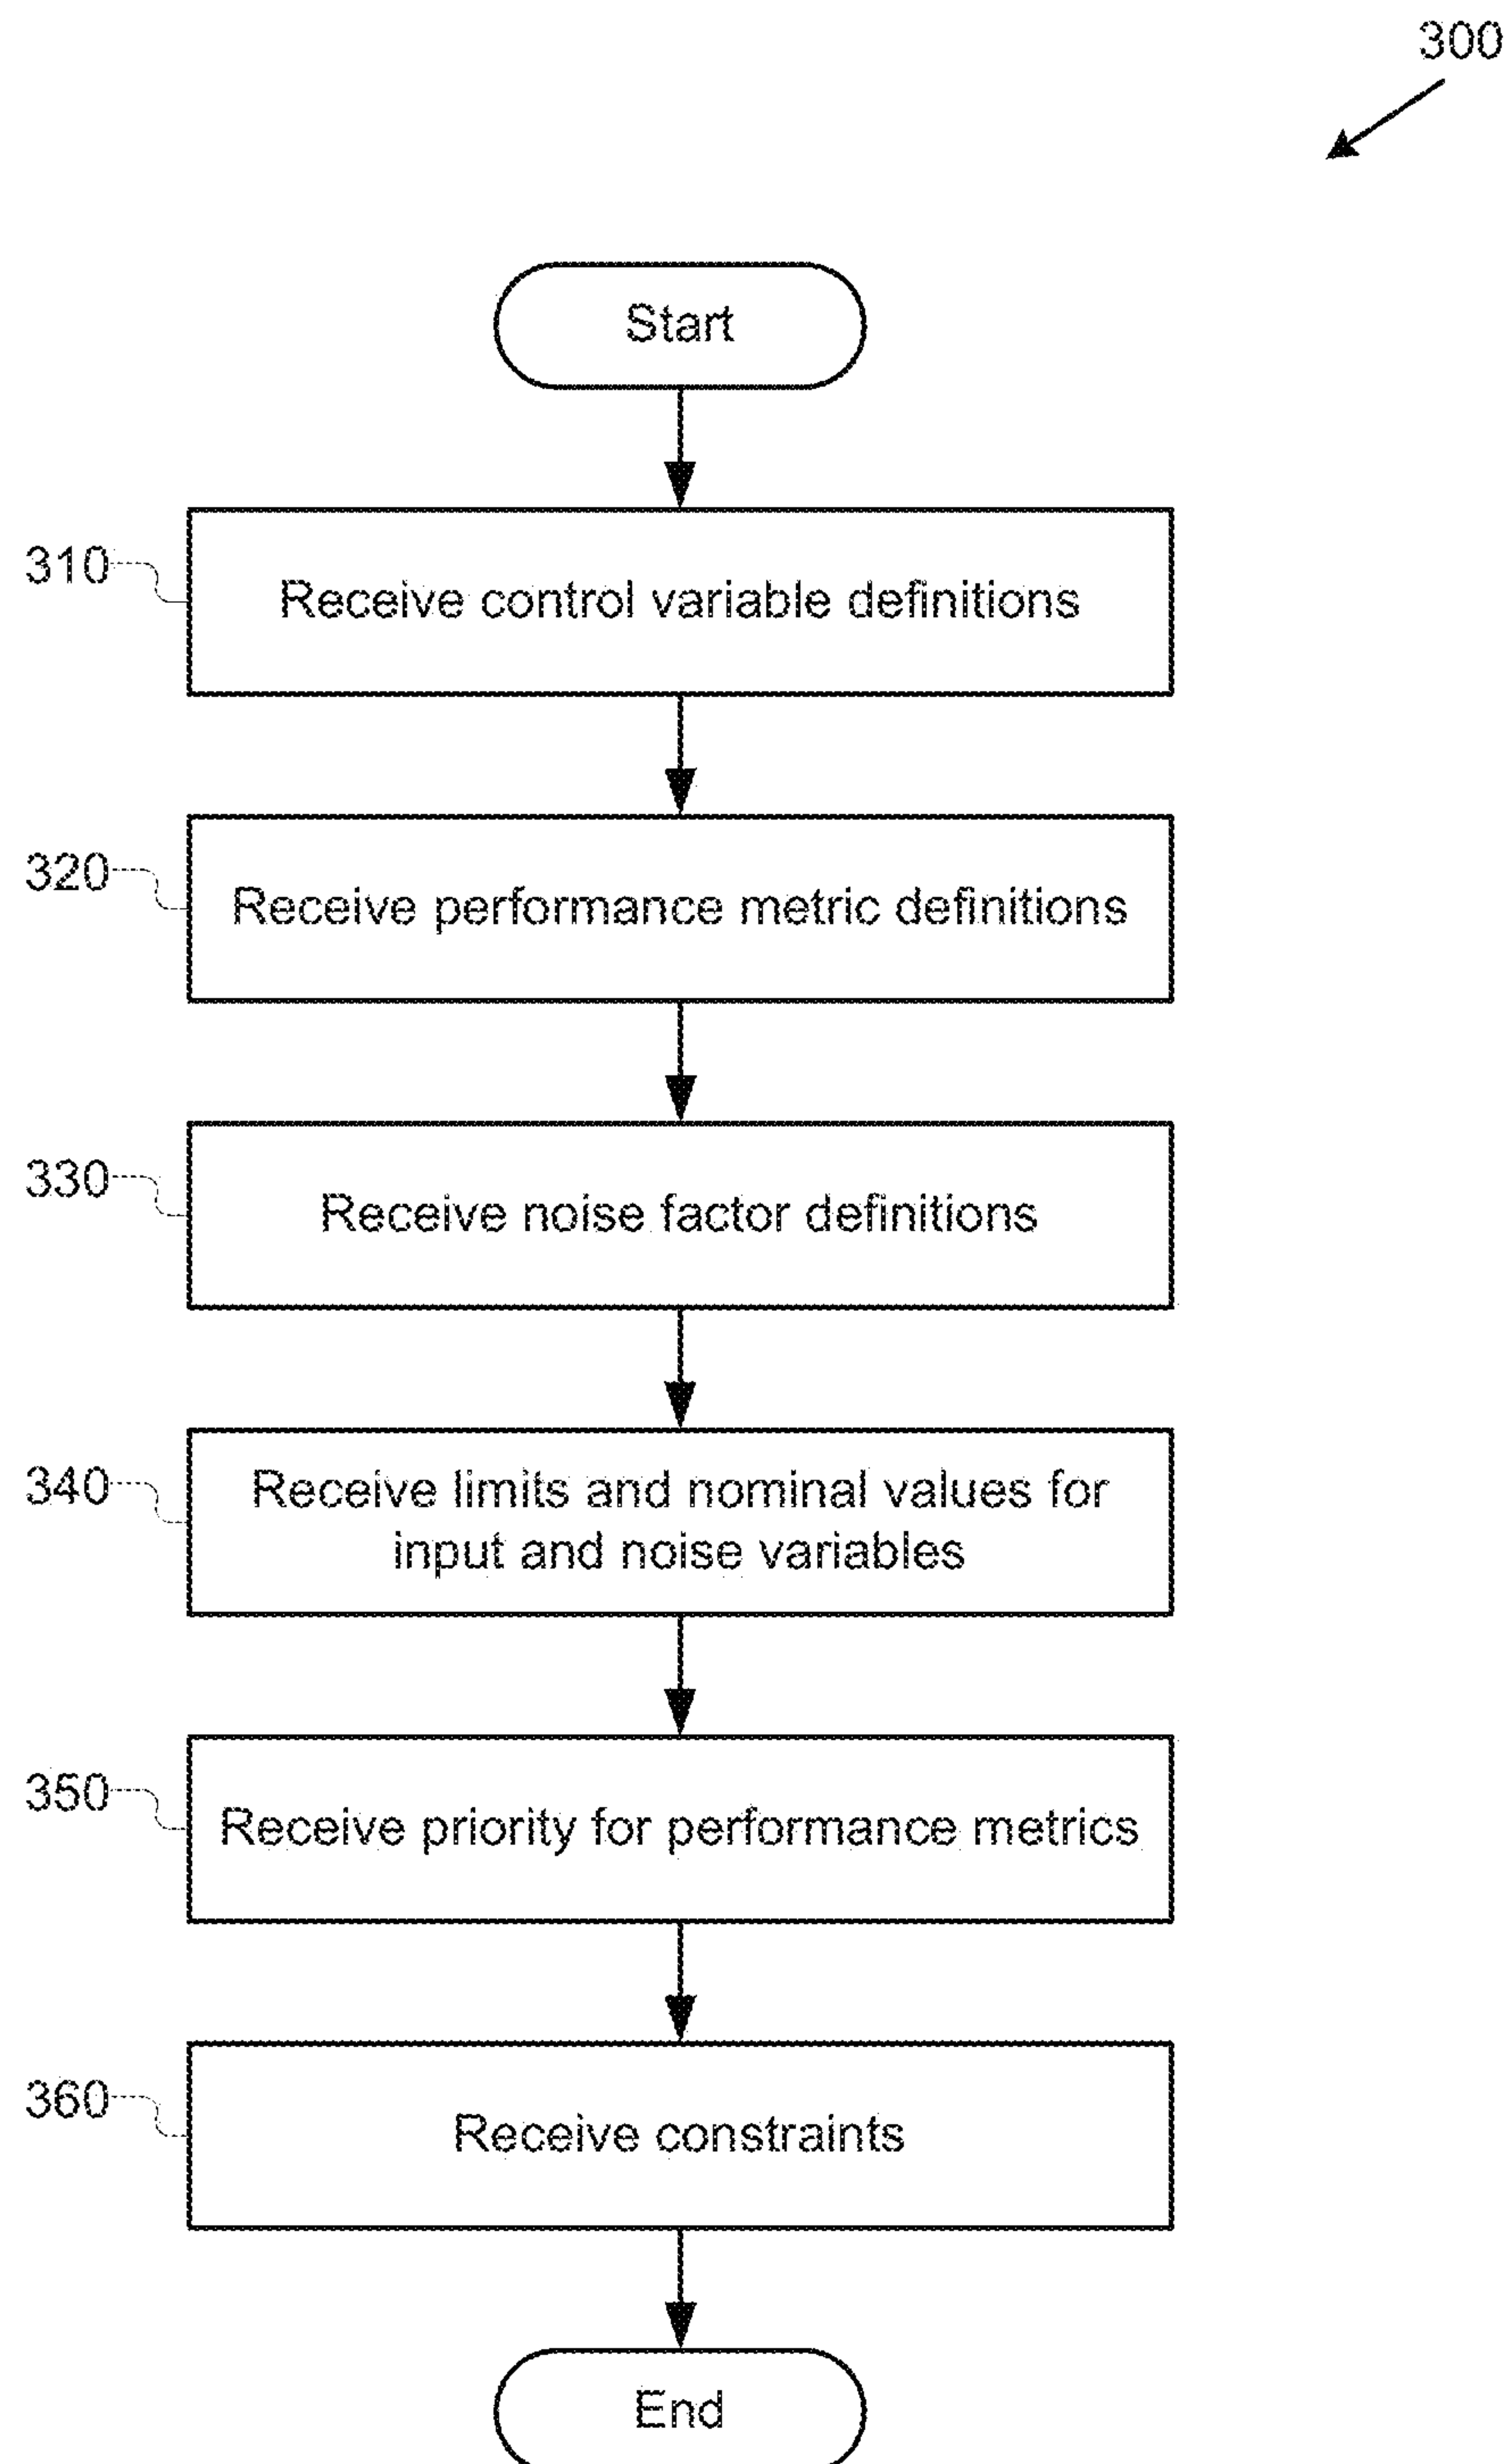 300
Start
310
Receive control variable definitions
320
Receive performance metric definitions
330
Receive noise factor definitions
340
Receive limits and nominal values for
input and noise variables
350
Receive priority for performance metrics
360
Receive constraints
End